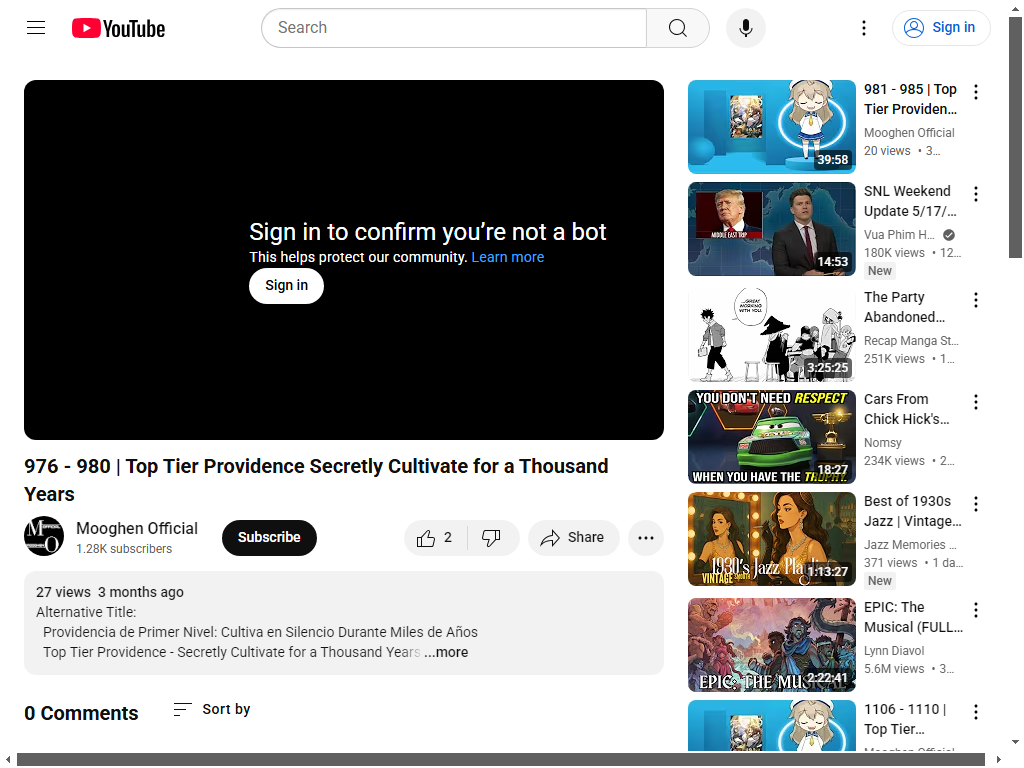 YouTube
Search
Sign in
Sign in to confirm you’re not a bot
This helps protect our community. Learn more
Sign in
976 - 980 | Top Tier Providence Secretly Cultivate for a Thousand
Years
Mooghen Official
1.28K subscribers
Subscribe
2
Share
27 views 3 months ago
Alternative Title:
Providencia de Primer Nivel: Cultiva en Silencio Durante Miles de Años
Top Tier Providence - Secretly Cultivate for a Thousand Years ...more
0 Comments
Sort by
39:58
981 - 985 | Top
Tier Providen...
Mooghen Official
20 views • 3...
MIDDLE EAST TRIP
14:53
SNL Weekend
Update 5/17/...
Vua Phim H...
180K views • 12...
New
...GREAT
WORKING
WITH YOU.
3:25:25
The Party
Abandoned...
Recap Manga St...
251K views • 1...
YOU DON'T NEED RESPECT
WHEN YOU HAVE THE TROPHY.
18:27
Cars From
Chick Hick's...
Nomsy
234K views • 2...
1930's Jazz Playlist
VINTAGE
1:13:27
Best of 1930s
Jazz | Vintage...
Jazz Memories ...
371 views • 1 da...
New
EPIC: THE MUSICAL
2:22:41
EPIC: The
Musical (FULL...
Lynn Diavol
5.6M views • 3...
1106 - 1110 |
Top Tier...
Mooghen Official